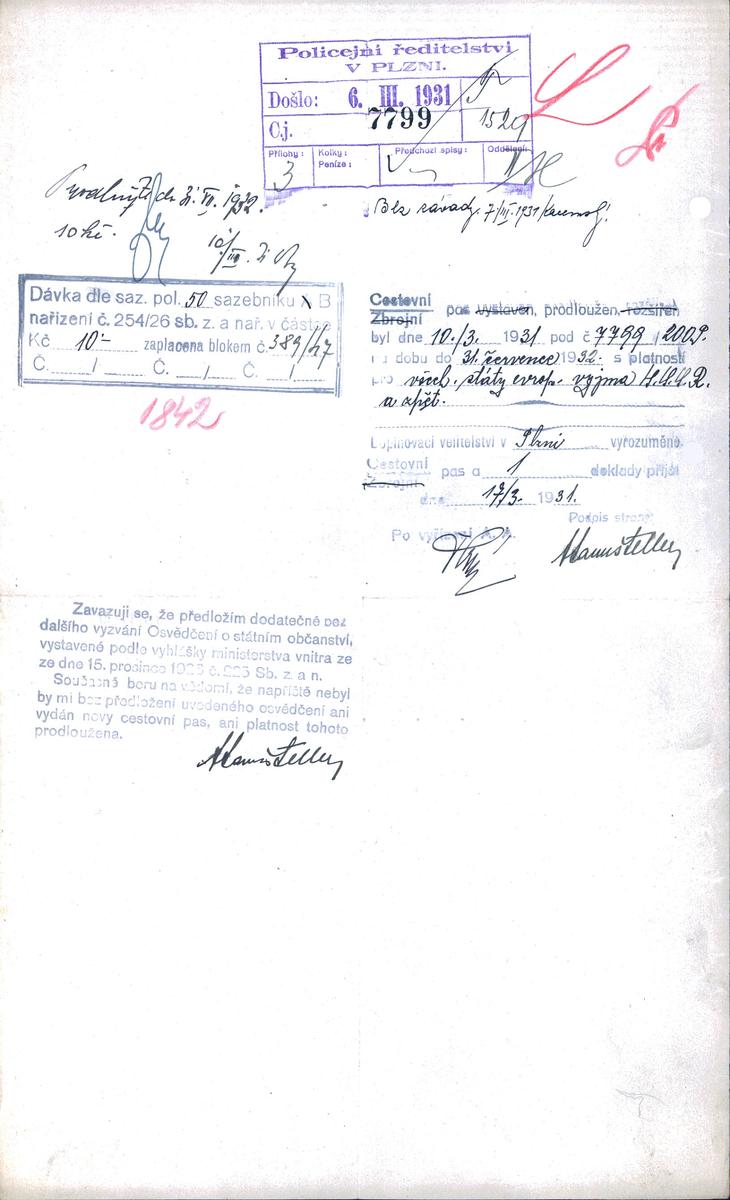 Policejní ředitelství
V PLZNI.
Došlo: 6. III. 1931
Čj. 7799 1529
Přílohy: Kolky: Předchozí spisy: Oddělení:
Peníze:
3 II
1932.
10 Kč.
Bez závady. 7/III. 1931
Dávka dle saz. pol. 50 sazebníku A B
nařízení č. 254/26 sb. z. a nař. v částce
Kč 10- zaplacena blokem č. 389/47
Č. / Č. / Č. /
1842
Cestovní pas vystaven, prodloužen, rozšířen
Zbrojní
byl dne 10./3. 1931 pod č 7799/2009.
na dobu do 31. července 1932. s platností
pro všech. státy evrop. vyjma S.S.S.R.
a zpět.
Doplňovací velitelství v Plzni vyrozuměno.
Cestovní pas a 1 doklady přijal
Zbrojní
dne 17/3. 1931.
Podpis strany:
Po vyřízení A. A.
Zavazuji se, že předložím dodatečně bez
dalšího vyzvání Osvědčení o státním občanství,
vystavené podle vyhlášky ministerstva vnitra ze
ze dne 15. prosince 1925 č. 225 Sb. z. a n.
Současně beru na vědomí, že napříště nebyl
by mi bez předložení uvedeného osvědčení ani
vydán nový cestovní pas, ani platnost tohoto
prodloužena.